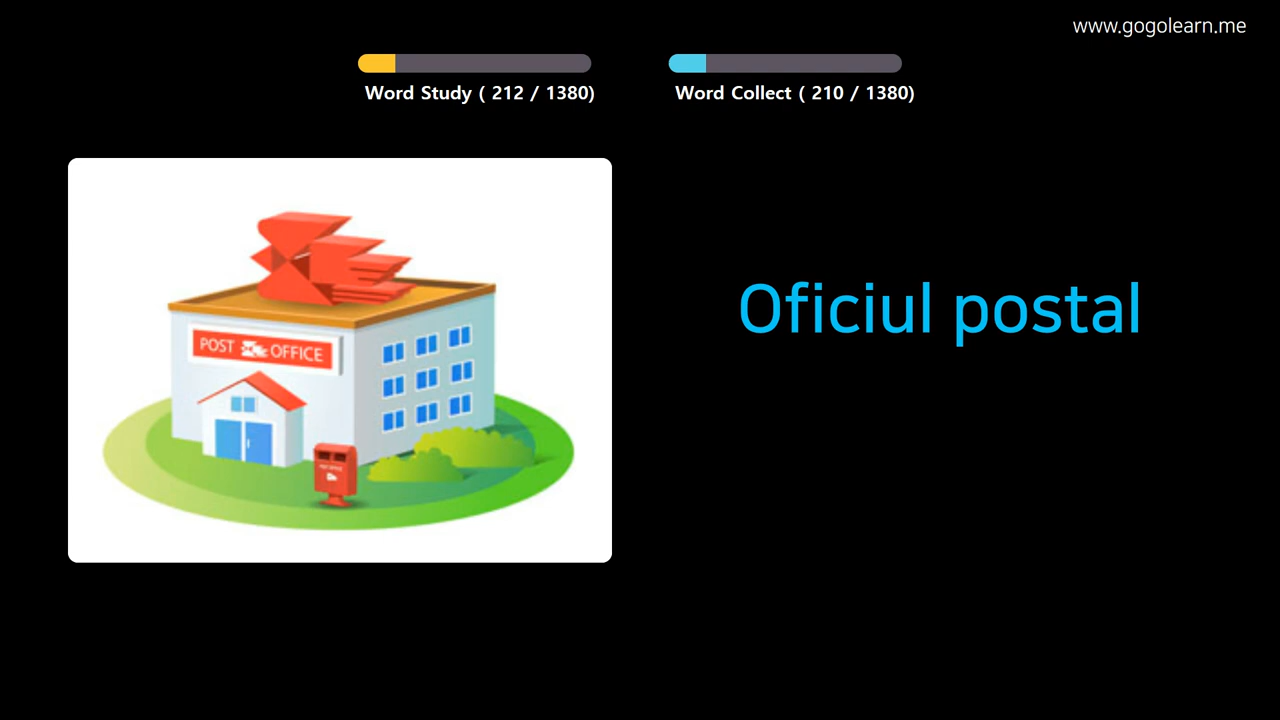 www.gogolearn.me
Word Study ( 212 / 1380)
Word Collect ( 210 / 1380)
Oficiul postal
POST OFFICE